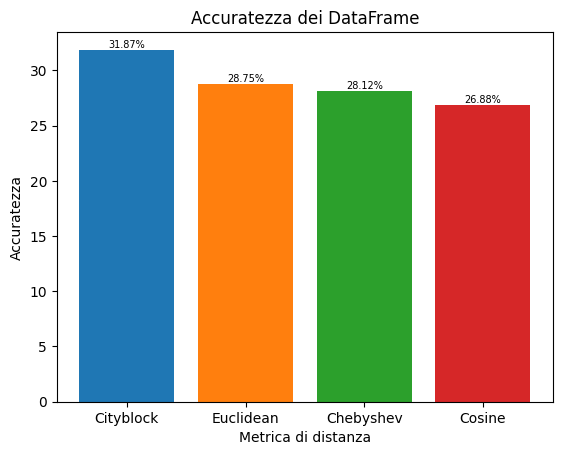 Accuratezza dei DataFrame
Accuratezza
30
25
20
15
10
5
0
31.87%
28.75%
28.12%
26.88%
Cityblock
Euclidean
Chebyshev
Cosine
Metrica di distanza